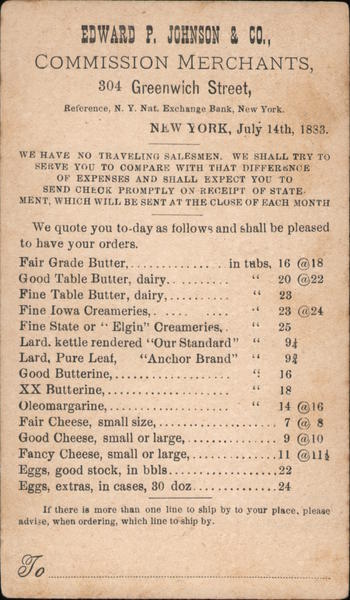 EDWARD P. JOHNSON & CO.,
COMMISSION MERCHANTS,
304 Greenwich Street,
Reference, N. Y. Nat. Exchange Bank, New York.
NEW YORK, July 14th, 1883.
WE HAVE NO TRAVELING SALESMEN. WE SHALL TRY TO
SERVE YOU TO COMPARE WITH THAT DIFFERENCE
OF EXPENSES AND SHALL EXPECT YOU TO
SEND CHECK PROMPTLY ON RECEIPT OF STATE-
MENT, WHICH WILL BE SENT AT THE CLOSE OF EACH MONTH
We quote you to-day as follows and shall be pleased
to have your orders.
Fair Grade Butter,.............. in tubs, 16 @18
Good Table Butter, dairy......... " 20 @22
Fine Table Butter, dairy,......... " 23
Fine Iowa Creameries,. .... .... " 23 @24
Fine State or " Elgin" Creameries,. " 25
Lard. kettle rendered "Our Standard" " 9¼
Lard, Pure Leaf, "Anchor Brand" " 9¾
Good Butterine,................. " 16
XX Butterine,................... " 18
Oleomargarine,.................. " 14 @16
Fair Cheese, small size,.................. 7 @ 8
Good Cheese, small or large,............. 9 @10
Fancy Cheese, small or large,............11 @11½
Eggs, good stock, in bbls................22
Eggs, extras, in cases, 30 doz............24
If there is more than one line to ship by to your place, please
advise, when ordering, which line to ship by.
To